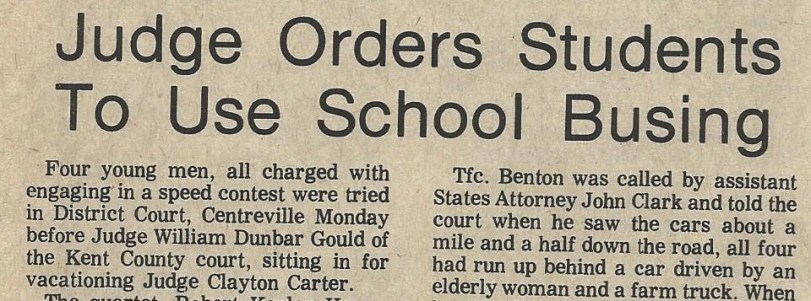 Judge Orders Students
To Use School Busing
Four young men, all charged with
engaging in a speed contest were tried
in District Court, Centreville Monday
before Judge William Dunbar Gould of
the Kent County court, sitting in for
vacationing Judge Clayton Carter.
The quartet, Robert
Tfc. Benton was called by assistant
States Attorney John Clark and told the
court when he saw the cars about a
mile and a half down the road, all four
had run up behind a car driven by an
elderly woman and a farm truck. When